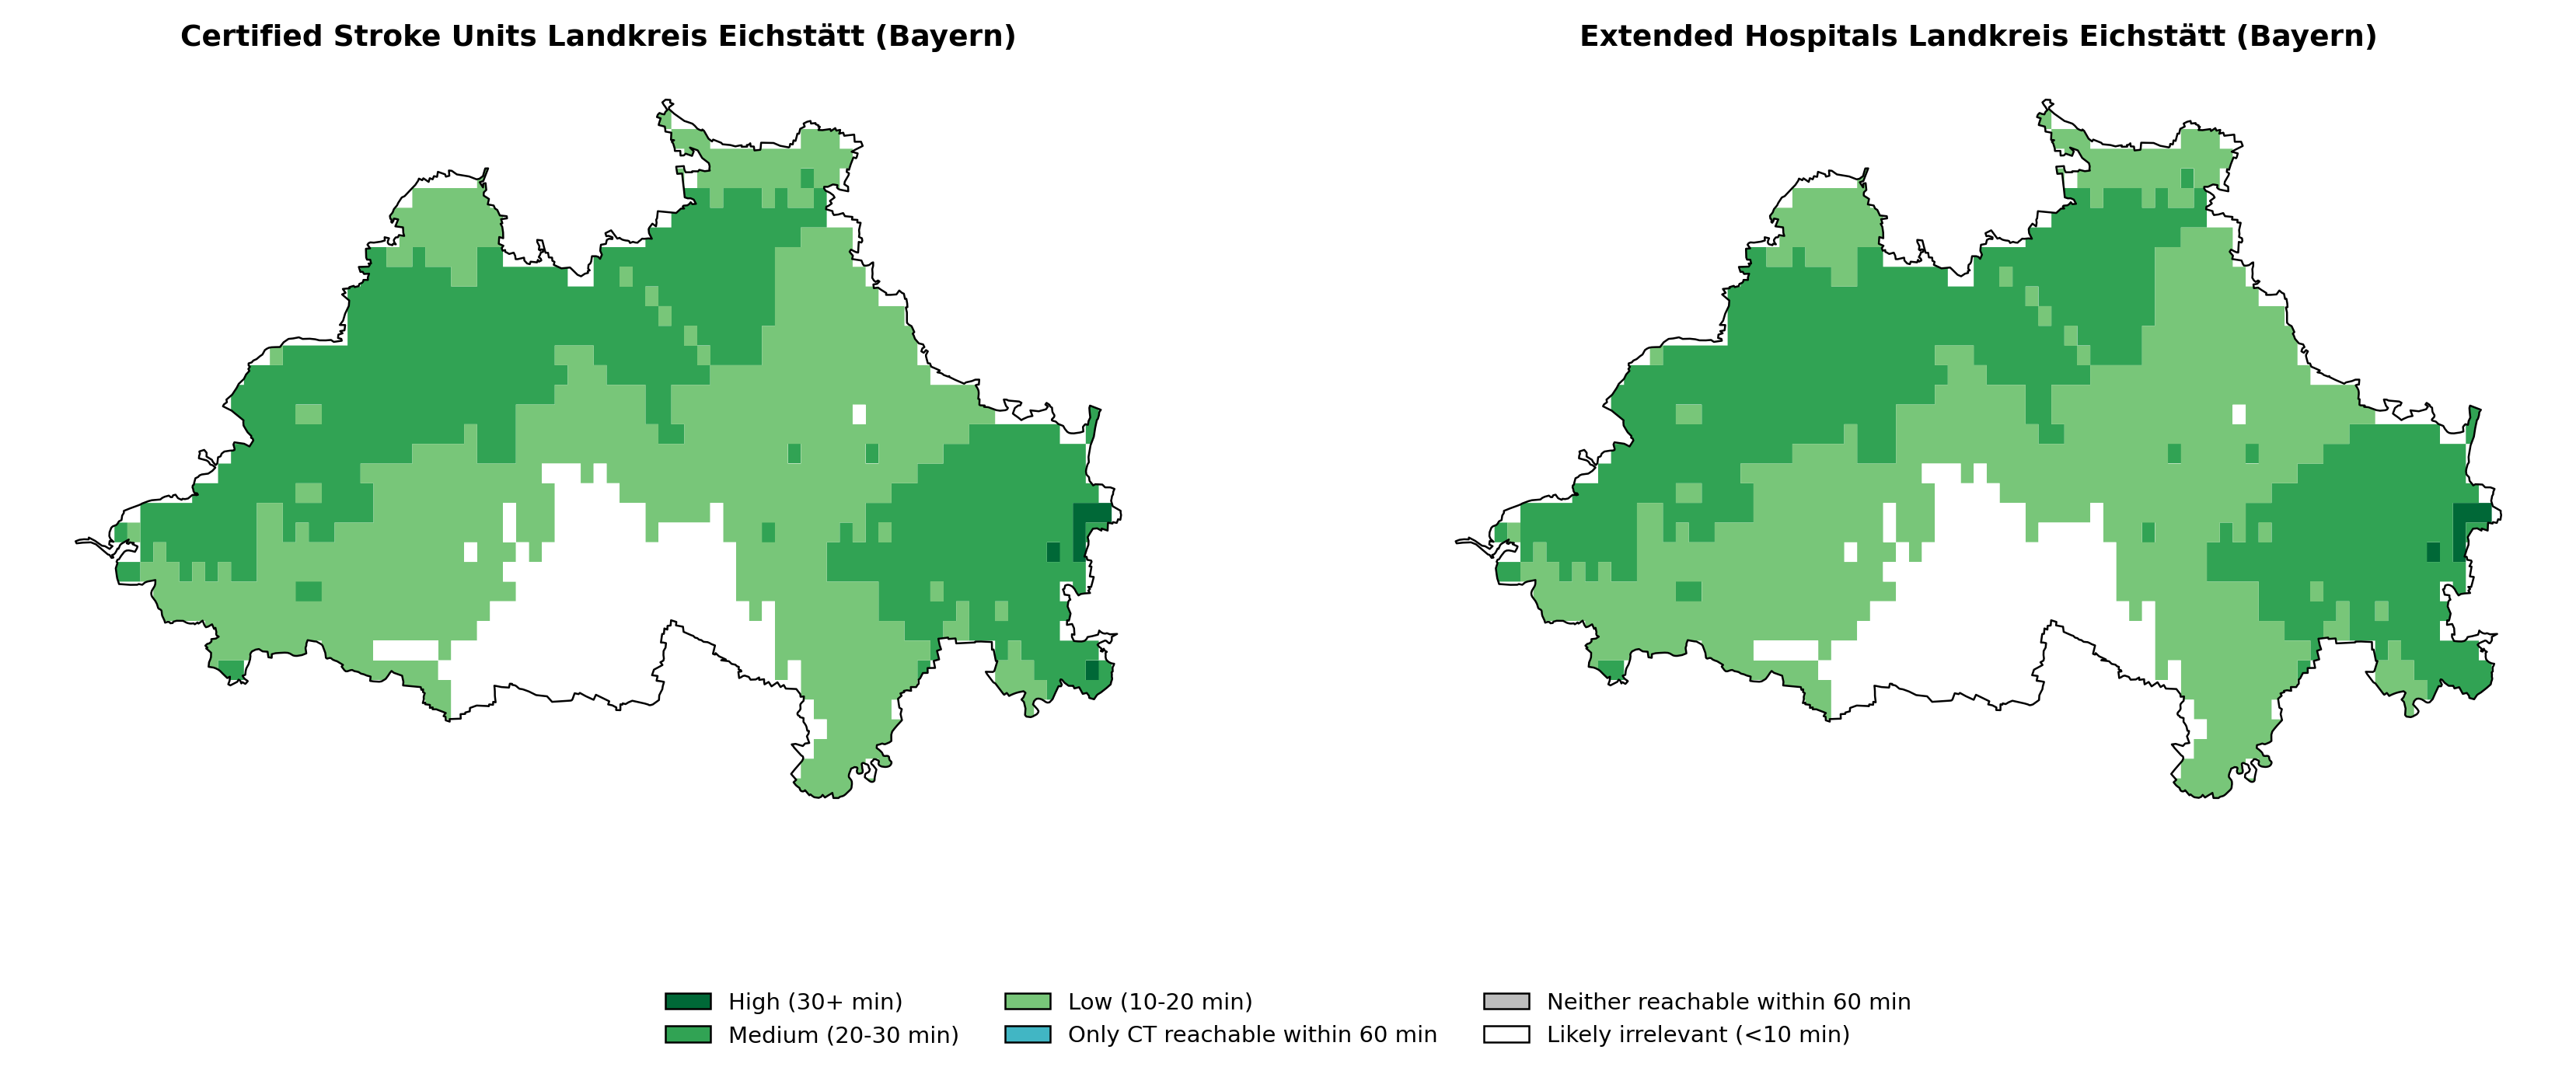 Certified Stroke Units Landkreis Eichstätt (Bayern)
Extended Hospitals Landkreis Eichstätt (Bayern)
High (30+ min)
Medium (20-30 min)
Low (10-20 min)
Only CT reachable within 60 min
Neither reachable within 60 min
Likely irrelevant (<10 min)